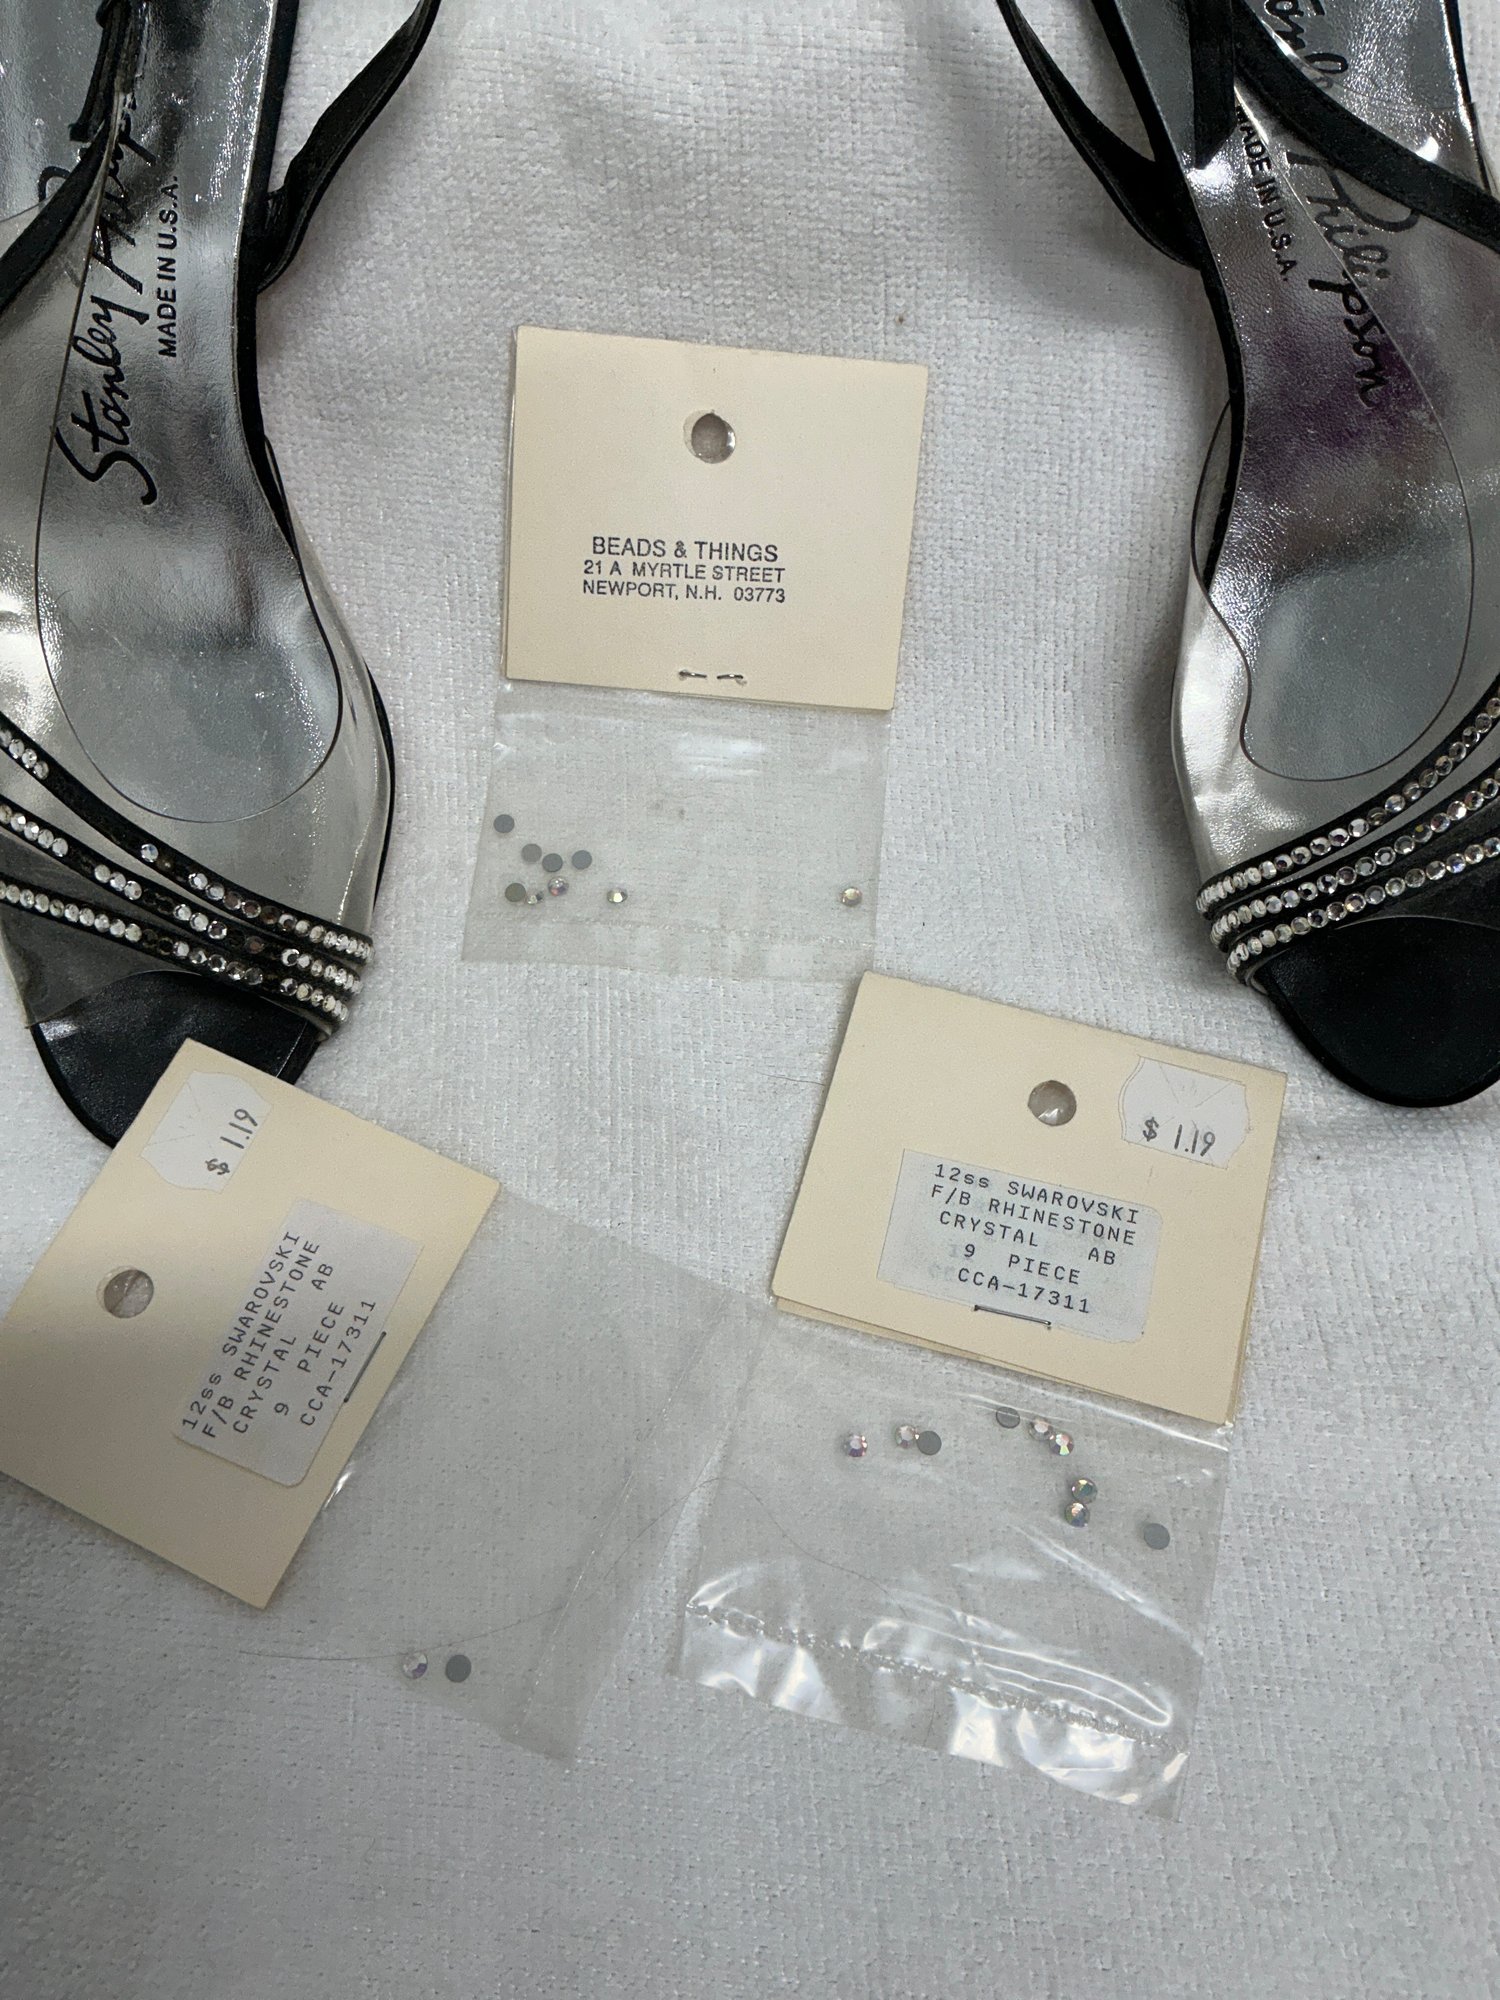 Stanley Philipson
MADE IN U.S.A.
Philipson
MADE IN U.S.A.
BEADS & THINGS
21 A MYRTLE STREET
NEWPORT, N.H. 03773
$ 1.19
12ss SWAROVSKI
F/B RHINESTONE
CRYSTAL AB
9 PIECE
CCA-17311
$ 1.19
12ss SWAROVSKI
F/B RHINESTONE
CRYSTAL AB
9 PIECE
CCA-17311